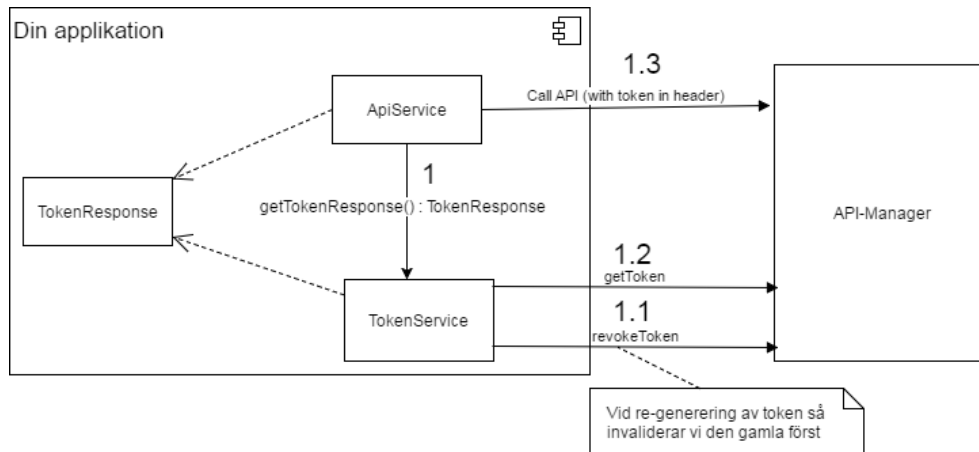 Din applikation
1.3
Call API (with token in header)
ApiService
1
TokenResponse
getTokenResponse() : TokenResponse
API-Manager
1.2
getToken
TokenService
1.1
revokeToken
Vid re-generering av token så
invaliderar vi den gamla först